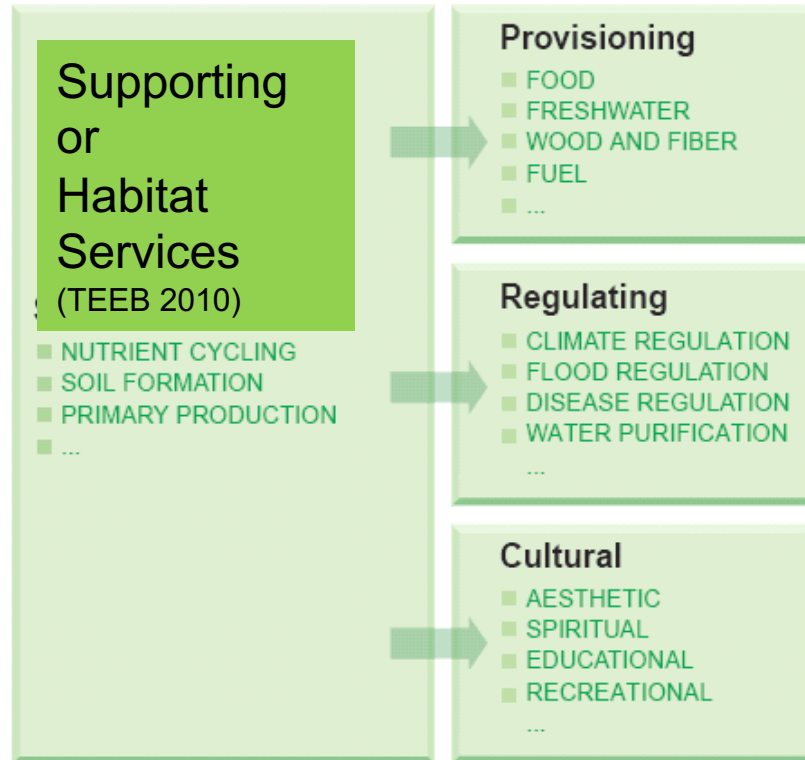 Supporting
or
Habitat
Services
(TEEB 2010)
NUTRIENT CYCLING
SOIL FORMATION
PRIMARY PRODUCTION
...
Provisioning
FOOD
FRESHWATER
WOOD AND FIBER
FUEL
...
Regulating
CLIMATE REGULATION
FLOOD REGULATION
DISEASE REGULATION
WATER PURIFICATION
...
Cultural
AESTHETIC
SPIRITUAL
EDUCATIONAL
RECREATIONAL
...